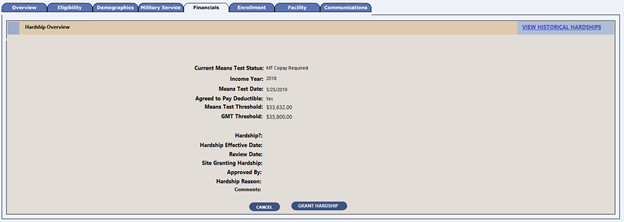 Overview Eligibility Demographics Military Service Financials Enrollment Facility Communications
Hardship Overview VIEW HISTORICAL HARDSHIPS
Current Means Test Status: MT Copay Required
Income Year: 2018
Means Test Date: 5/25/2019
Agreed to Pay Deductible: Yes
Means Test Threshold: $33,632.00
GMT Threshold: $35,800.00
Hardship?:
Hardship Effective Date:
Review Date:
Site Granting Hardship:
Approved By:
Hardship Reason:
Comments:
CANCEL GRANT HARDSHIP